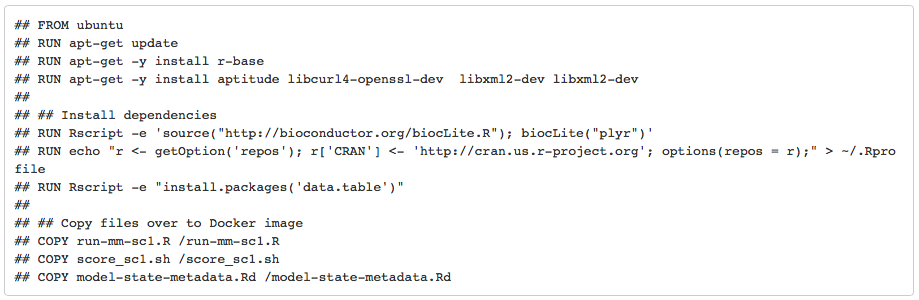 ## FROM ubuntu
## RUN apt-get update
## RUN apt-get -y install r-base
## RUN apt-get -y install aptitude libcurl4-openssl-dev  libxml2-dev libxml2-dev
##
## ## Install dependencies
## RUN Rscript -e 'source("http://bioconductor.org/biocLite.R"); biocLite("plyr")'
## RUN echo "r <- getOption('repos'); r['CRAN'] <- 'http://cran.us.r-project.org'; options(repos = r);" > ~/.Rpro
file
## RUN Rscript -e "install.packages('data.table')"
##
## ## Copy files over to Docker image
## COPY run-mm-sc1.R /run-mm-sc1.R
## COPY score_sc1.sh /score_sc1.sh
## COPY model-state-metadata.Rd /model-state-metadata.Rd